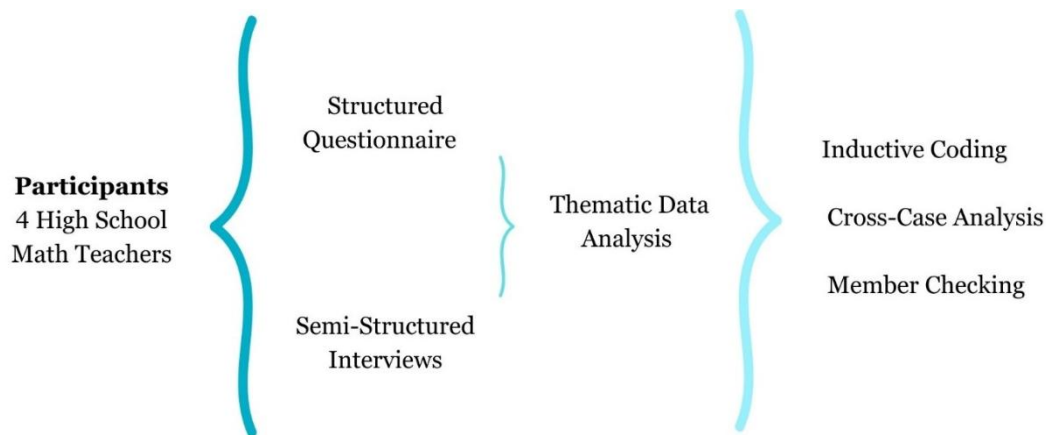 Participants
4 High School
Math Teachers
Structured
Questionnaire
Semi-Structured
Interviews
Thematic Data
Analysis
Inductive Coding
Cross-Case Analysis
Member Checking